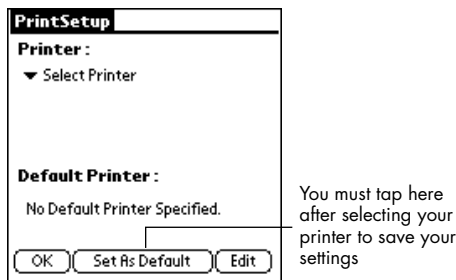 PrintSetup
Printer:
Select Printer
Default Printer:
No Default Printer Specified.
OK Set As Default Edit
You must tap here
after selecting your
printer to save your
settings